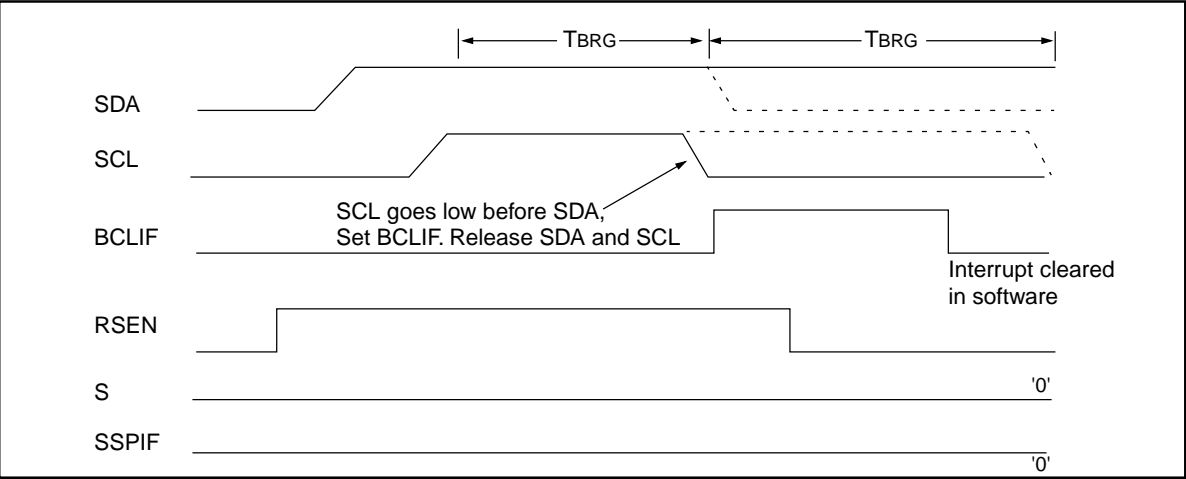 TBRG TBRG
SDA
SCL
SCL goes low before SDA,
Set BCLIF. Release SDA and SCL
BCLIF
Interrupt cleared
in software
RSEN
S '0'
SSPIF '0'